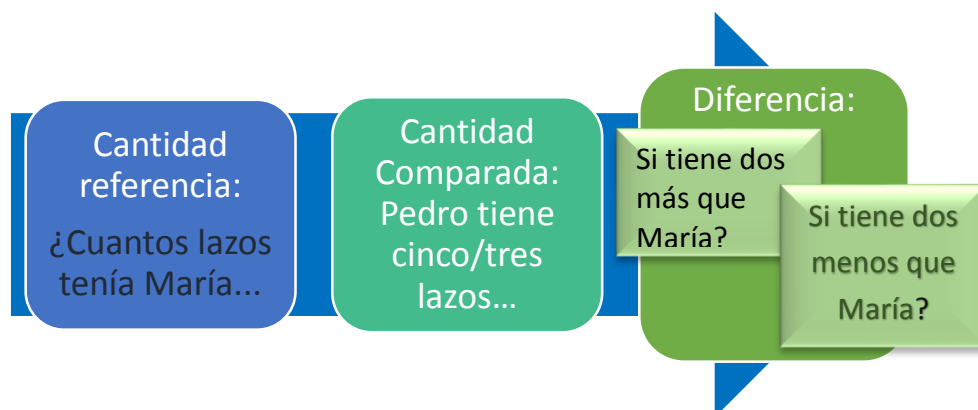 Cantidad
referencia:
¿Cuantos lazos
tenía María...
Cantidad
Comparada:
Pedro tiene
cinco/tres
lazos...
Diferencia:
Si tiene dos
más que
María?
Si tiene dos
menos que
María?